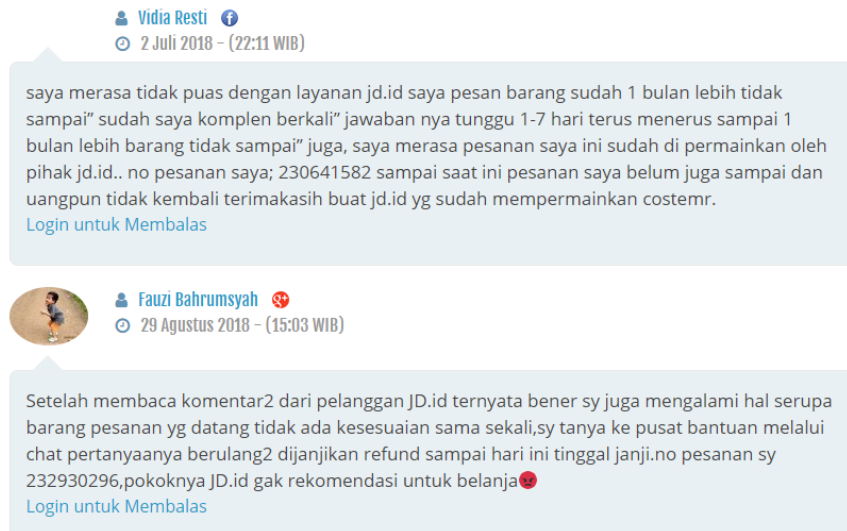 Vidia Resti
2 Juli 2018 - (22:11 WIB)
saya merasa tidak puas dengan layanan jd.id saya pesan barang sudah 1 bulan lebih tidak
sampai” sudah saya komplen berkali” jawaban nya tunggu 1-7 hari terus menerus sampai 1
bulan lebih barang tidak sampai” juga, saya merasa pesanan saya ini sudah di permainkan oleh
pihak jd.id.. no pesanan saya; 230641582 sampai saat ini pesanan saya belum juga sampai dan
uangpun tidak kembali terimakasih buat jd.id yg sudah mempermainkan costemr.
Login untuk Membalas
Fauzi Bahrumsyah
29 Agustus 2018 - (15:03 WIB)
Setelah membaca komentar2 dari pelanggan JD.id ternyata bener sy juga mengalami hal serupa
barang pesanan yg datang tidak ada kesesuaian sama sekali,sy tanya ke pusat bantuan melalui
chat pertanyaanya berulang2 dijanjikan refund sampai hari ini tinggal janji.no pesanan sy
232930296,pokoknya JD.id gak rekomendasi untuk belanja😡
Login untuk Membalas